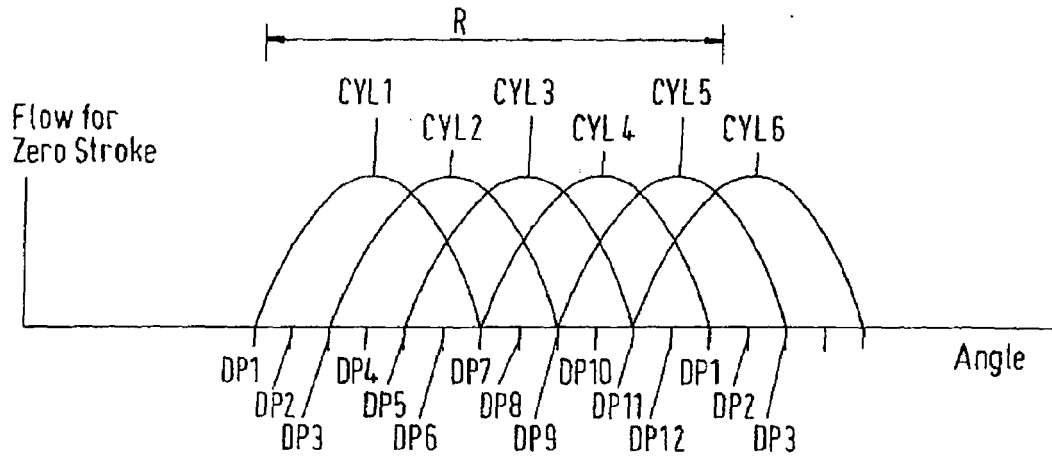 R
CYL1
CYL3
CYL5
CYL2
CYL4
CYL6
Flow for
Zero Stroke
DP1
DP4
DP7
DP10
DP1
Angle
DP2
DP5
DP8
DP11
DP2
DP3
DP6
DP9
DP12
DP3